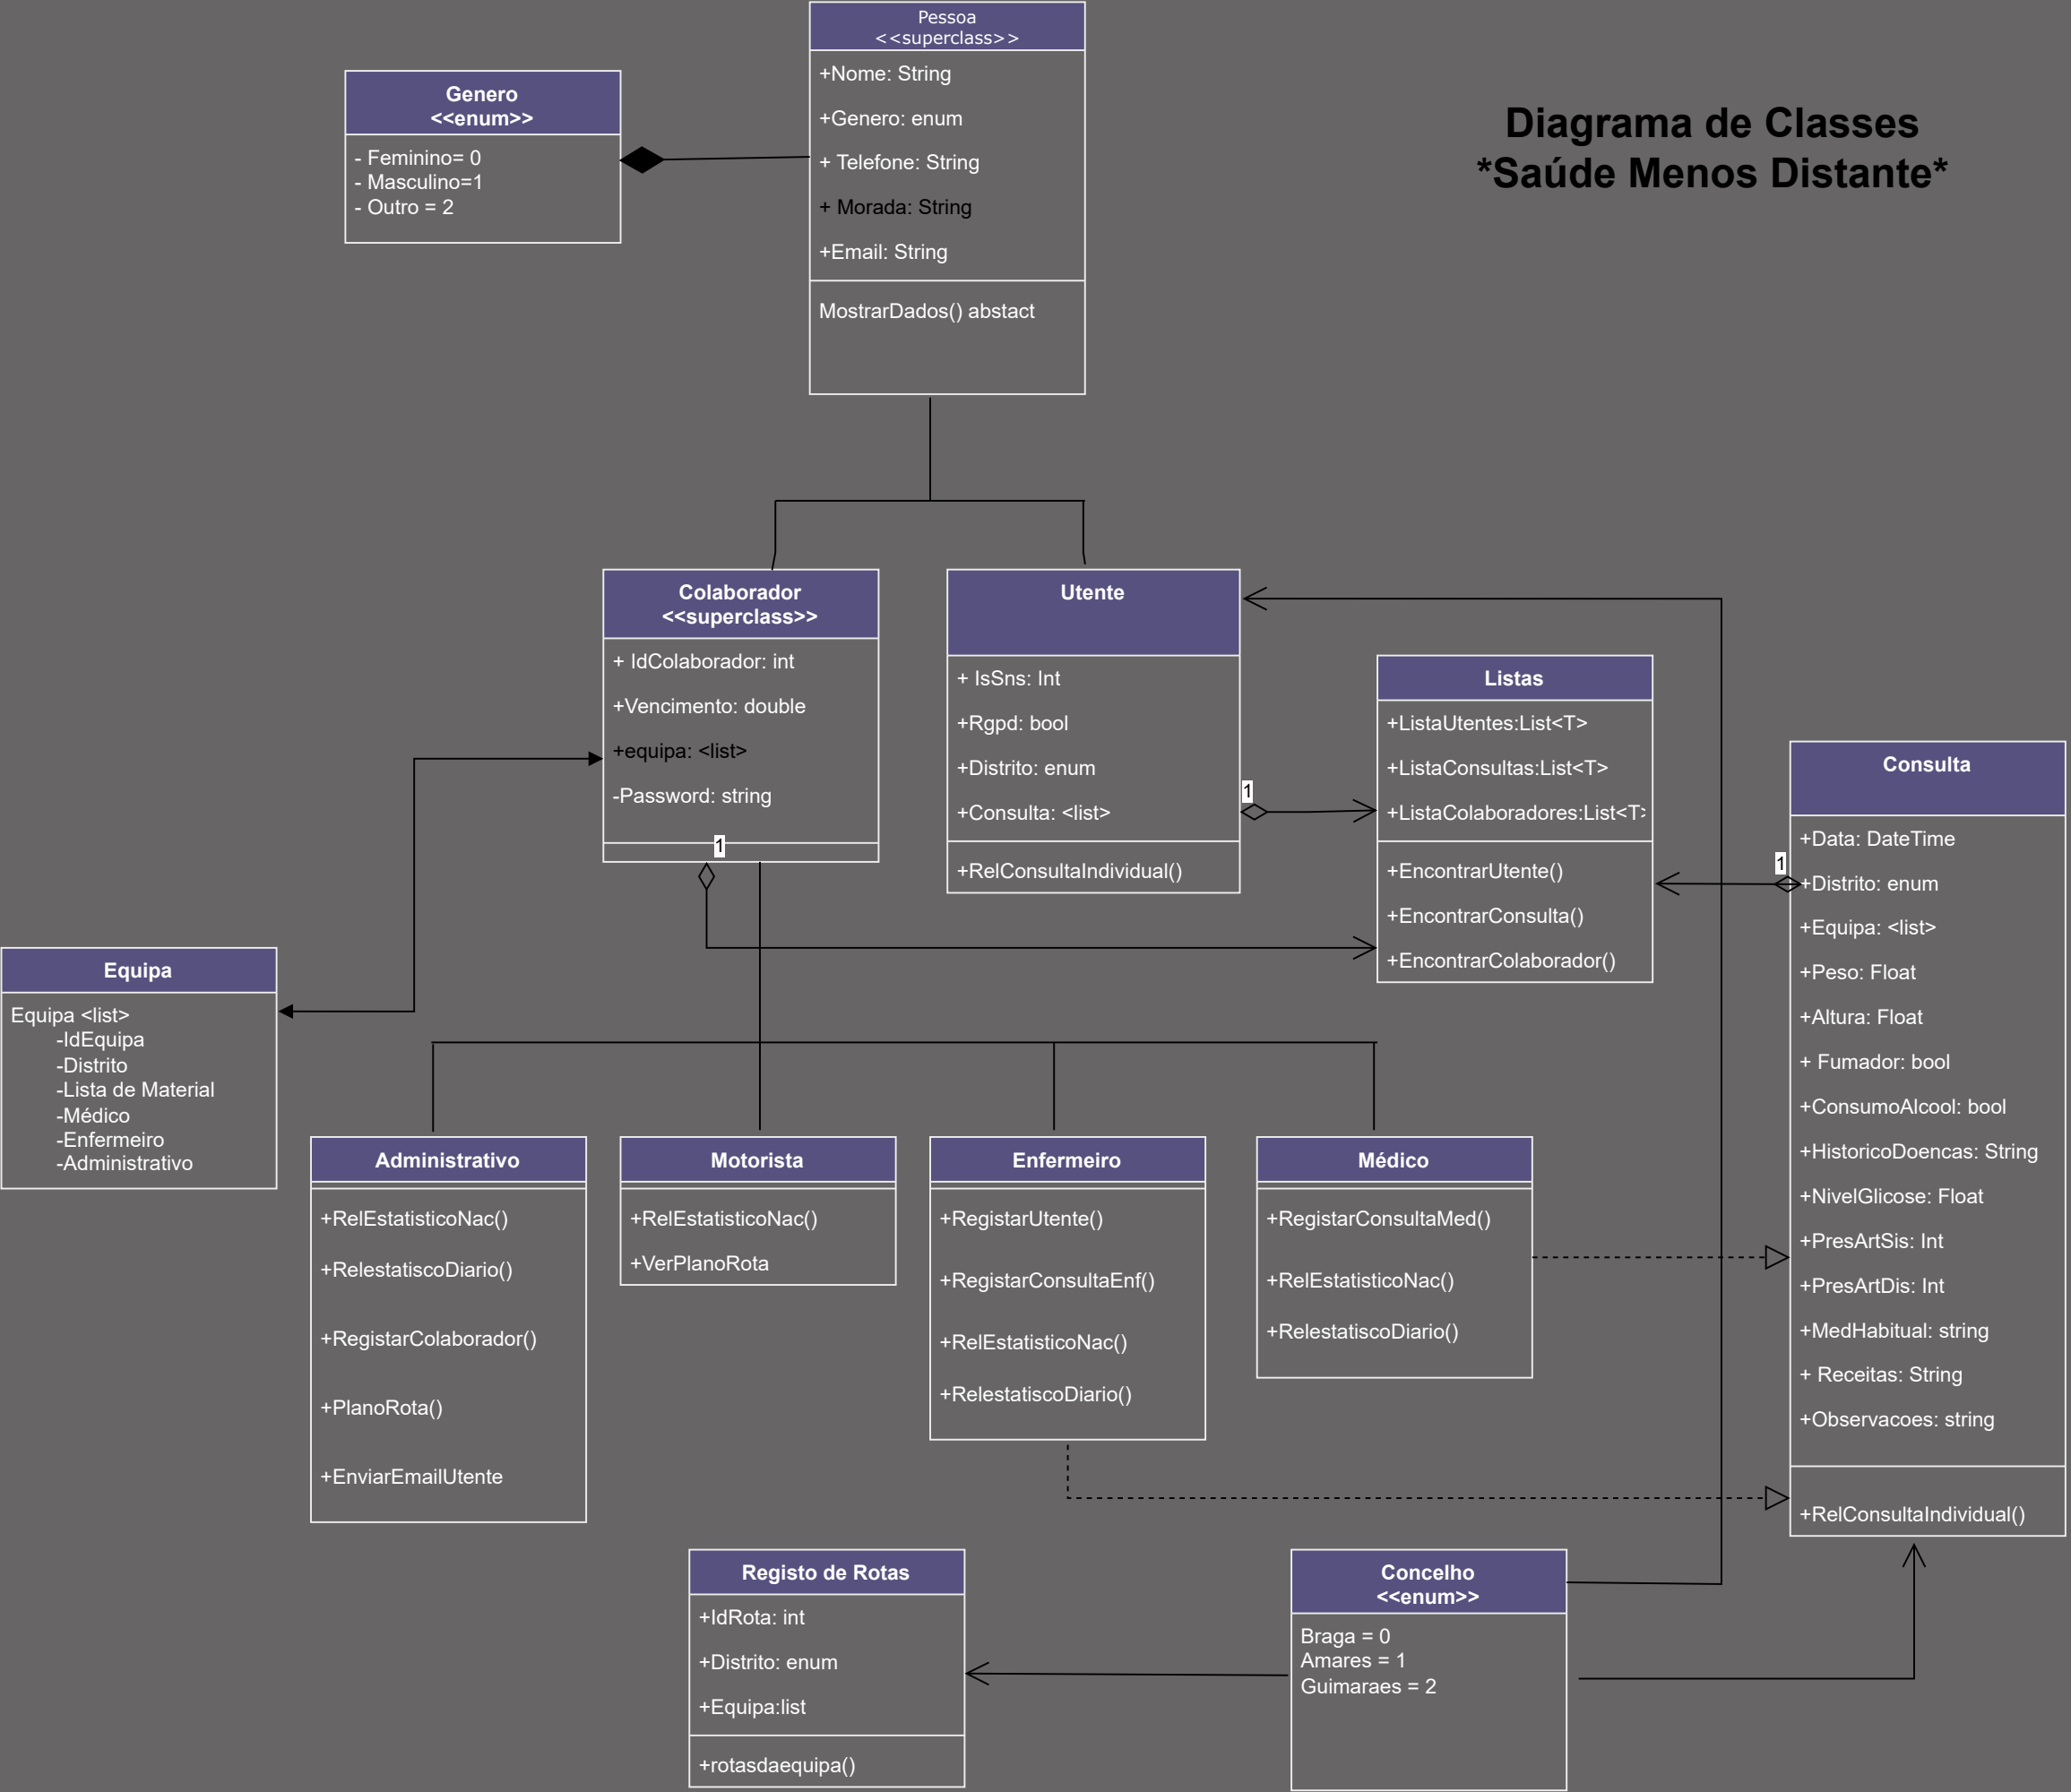 Pessoa
<<superclass>>
+Nome: String
+Genero: enum
+ Telefone: String
+ Morada: String
+Email: String
MostrarDados() abstact
Genero
<<enum>>
- Feminino= 0
- Masculino=1
- Outro = 2
Diagrama de Classes
*Saúde Menos Distante*
Colaborador
<<superclass>>
+ IdColaborador: int
+Vencimento: double
+equipa: <list>
-Password: string
1
Utente
+ IsSns: Int
+Rgpd: bool
+Distrito: enum
+Consulta: <list>
+RelConsultaIndividual()
1
Listas
+ListaUtentes:List<T>
+ListaConsultas:List<T>
+ListaColaboradores:List<T>
+EncontrarUtente()
+EncontrarConsulta()
+EncontrarColaborador()
1
Consulta
+Data: DateTime
+Distrito: enum
+Equipa: <list>
+Peso: Float
+Altura: Float
+ Fumador: bool
+ConsumoAlcool: bool
+HistoricoDoencas: String
+NivelGlicose: Float
+PresArtSis: Int
+PresArtDis: Int
+MedHabitual: string
+ Receitas: String
+Observacoes: string
+RelConsultaIndividual()
Equipa
Equipa <list>
-IdEquipa
-Distrito
-Lista de Material
-Médico
-Enfermeiro
-Administrativo
Administrativo
+RelEstatisticoNac()
+RelestatiscoDiario()
+RegistarColaborador()
+PlanoRota()
+EnviarEmailUtente
Motorista
+RelEstatisticoNac()
+VerPlanoRota
Enfermeiro
+RegistarUtente()
+RegistarConsultaEnf()
+RelEstatisticoNac()
+RelestatiscoDiario()
Médico
+RegistarConsultaMed()
+RelEstatisticoNac()
+RelestatiscoDiario()
Registo de Rotas
+IdRota: int
+Distrito: enum
+Equipa:list
+rotasdaequipa()
Concelho
<<enum>>
Braga = 0
Amares = 1
Guimaraes = 2